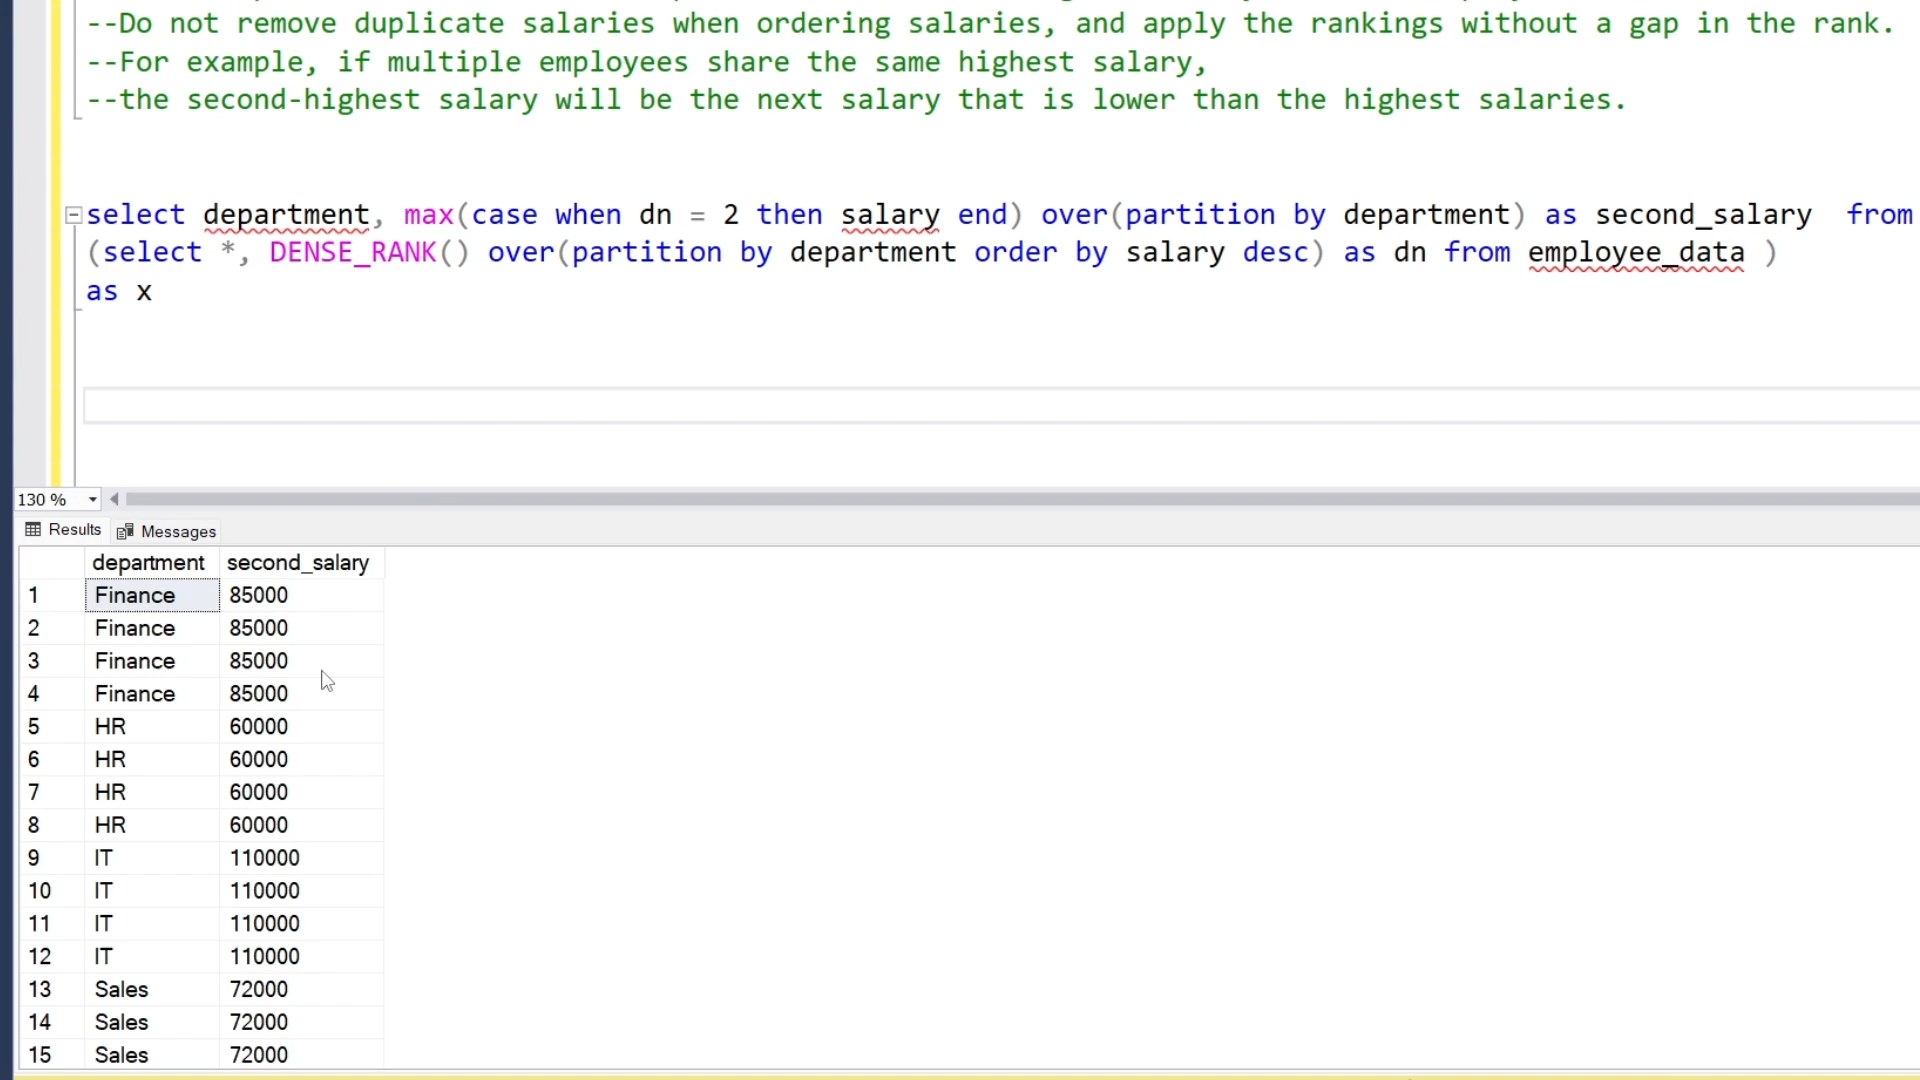 --Do not remove duplicate salaries when ordering salaries, and apply the rankings without a gap in the rank.
--For example, if multiple employees share the same highest salary,
--the second-highest salary will be the next salary that is lower than the highest salaries.
select department, max(case when dn = 2 then salary end) over(partition by department) as second_salary from
(select *, DENSE_RANK() over(partition by department order by salary desc) as dn from employee_data )
as x
130 %
Results Messages
department second_salary
1 Finance 85000
2 Finance 85000
3 Finance 85000
4 Finance 85000
5 HR 60000
6 HR 60000
7 HR 60000
8 HR 60000
9 IT 110000
10 IT 110000
11 IT 110000
12 IT 110000
13 Sales 72000
14 Sales 72000
15 Sales 72000